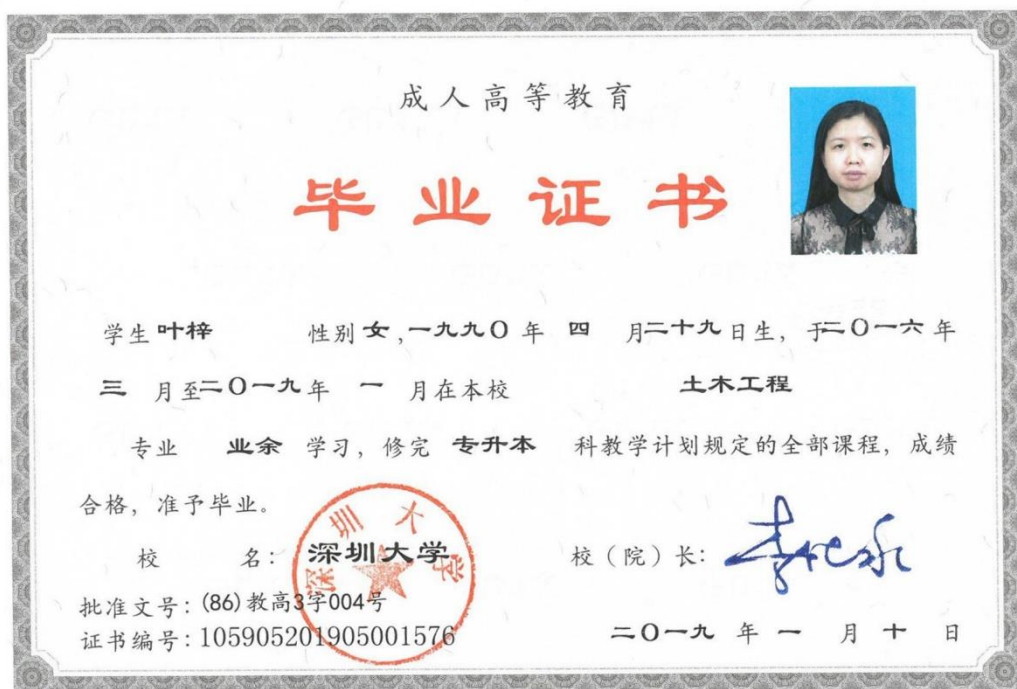 成人高等教育
毕业证书
学生 叶梓 性别 女,一九九〇 年 四 月二十九日生, 于二〇一六 年
三 月至二〇一九年 一 月在本校 土木工程
专业 业余 学习, 修完 专升本 科教学计划规定的全部课程, 成绩
合格, 准予毕业。
校 名: 深圳大学 校(院)长:
深圳大学
批准文号: (86)教高3字004号
证书编号: 105905201905001576
二〇一九 年 一 月 十 日